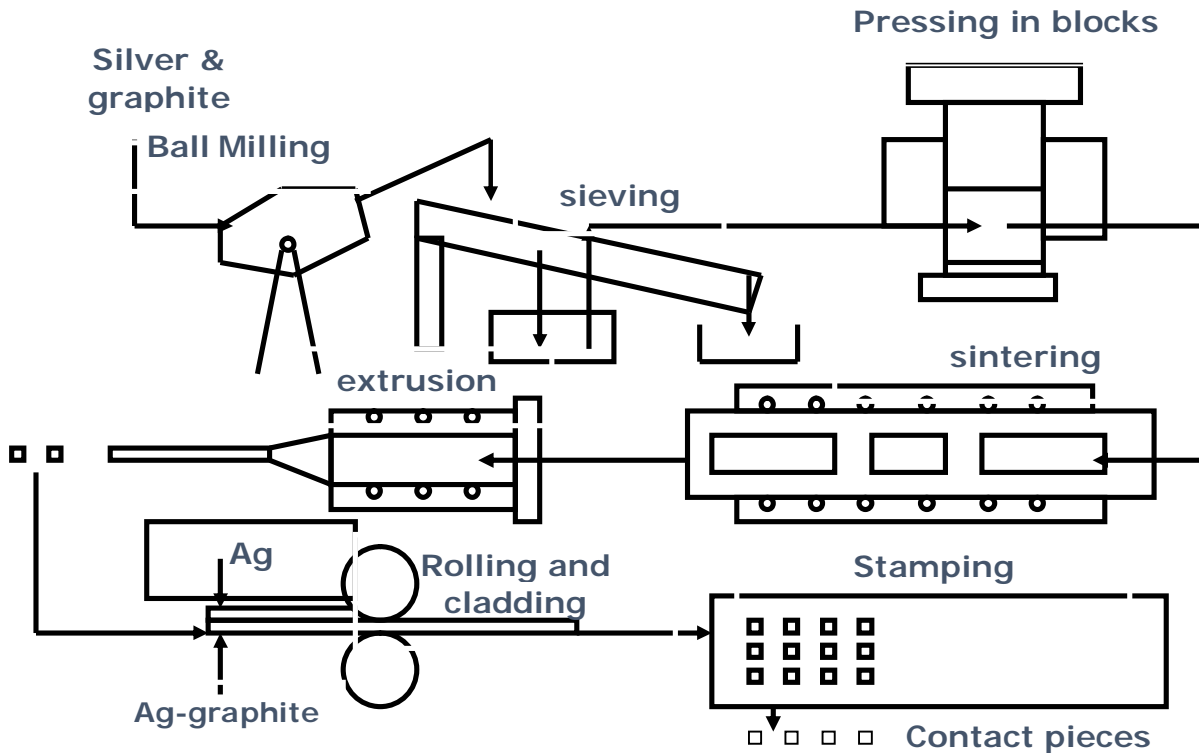 Pressing in blocks
Silver &
graphite
Ball Milling
sieving
sintering
extrusion
Ag
Rolling and
cladding
Stamping
Ag-graphite
Contact pieces